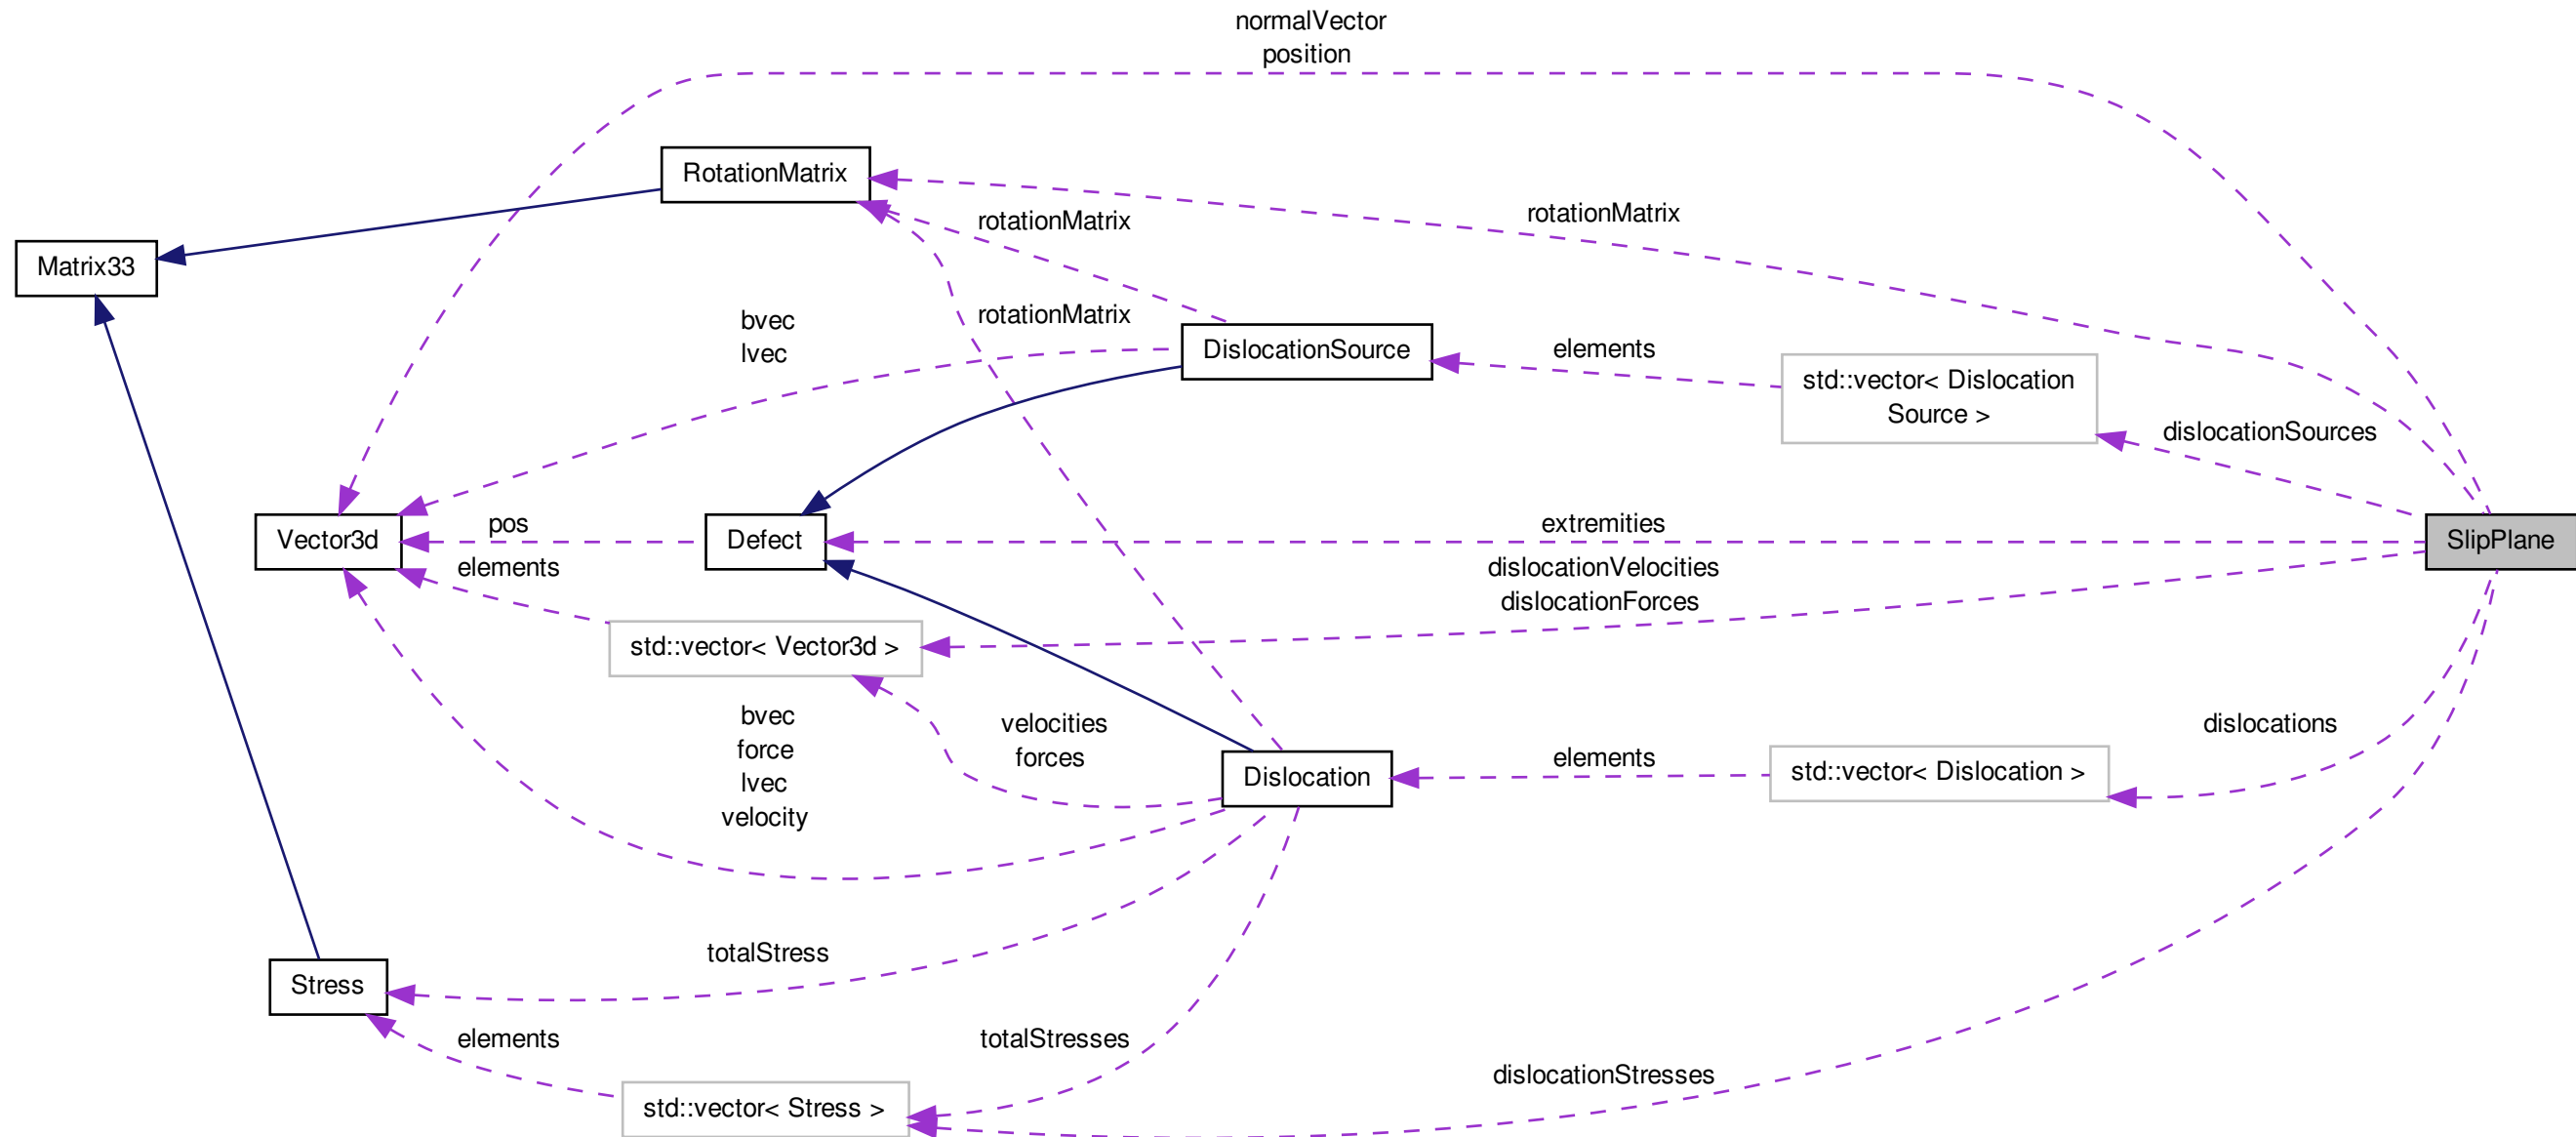 normalVector
position
RotationMatrix
rotationMatrix
rotationMatrix
Matrix33
bvec
lvec
rotationMatrix
DislocationSource
elements
std::vector< Dislocation
Source >
dislocationSources
Vector3d
pos
Defect
extremities
SlipPlane
elements
dislocationVelocities
dislocationForces
std::vector< Vector3d >
bvec
force
lvec
velocity
velocities
forces
Dislocation
elements
std::vector< Dislocation >
dislocations
totalStress
Stress
elements
totalStresses
std::vector< Stress >
dislocationStresses